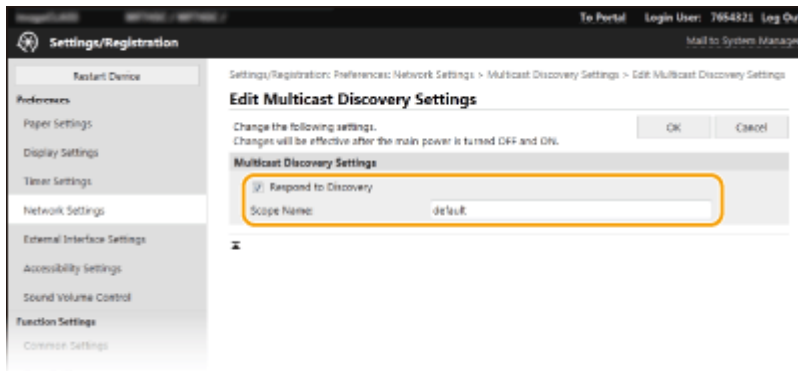 To Portal Login User: 7654321 Log Ou
Settings/Registration
Mail to System Manage
Restart Device
Settings/Registration: Preferences: Network Settings > Multicast Discovery Settings > Edit Multicast Discovery Settings
Preferences
Edit Multicast Discovery Settings
Paper Settings
Change the following settings.
Changes will be effective after the main power is turned OFF and ON.
OK Cancel
Display Settings
Multicast Discovery Settings
Timer Settings
Respond to Discovery
Network Settings
Scope Name: default
External Interface Settings
Accessibility Settings
Sound Volume Control
Function Settings
Common Settings